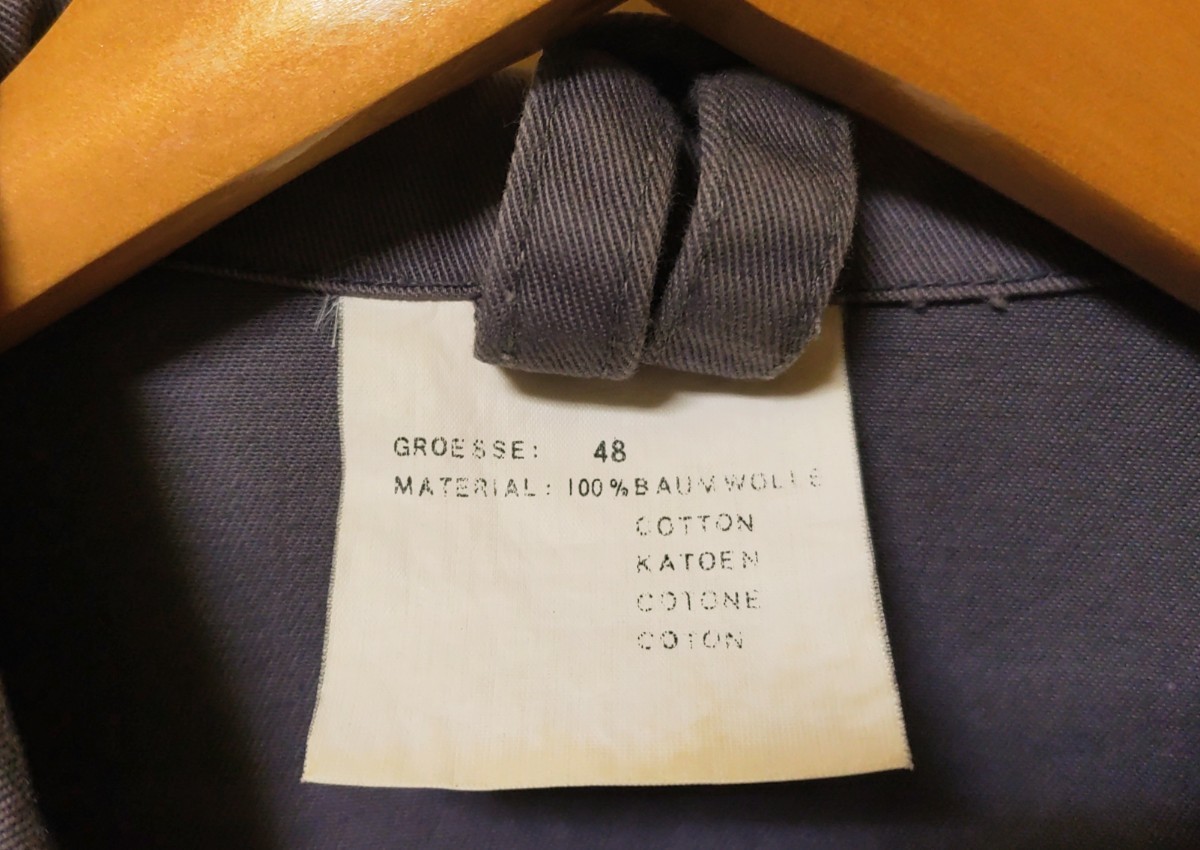 GROESSE: 48
MATERIAL: 100% BAUMWOLLE
COTTON
KATOEN
COTONE
COTON